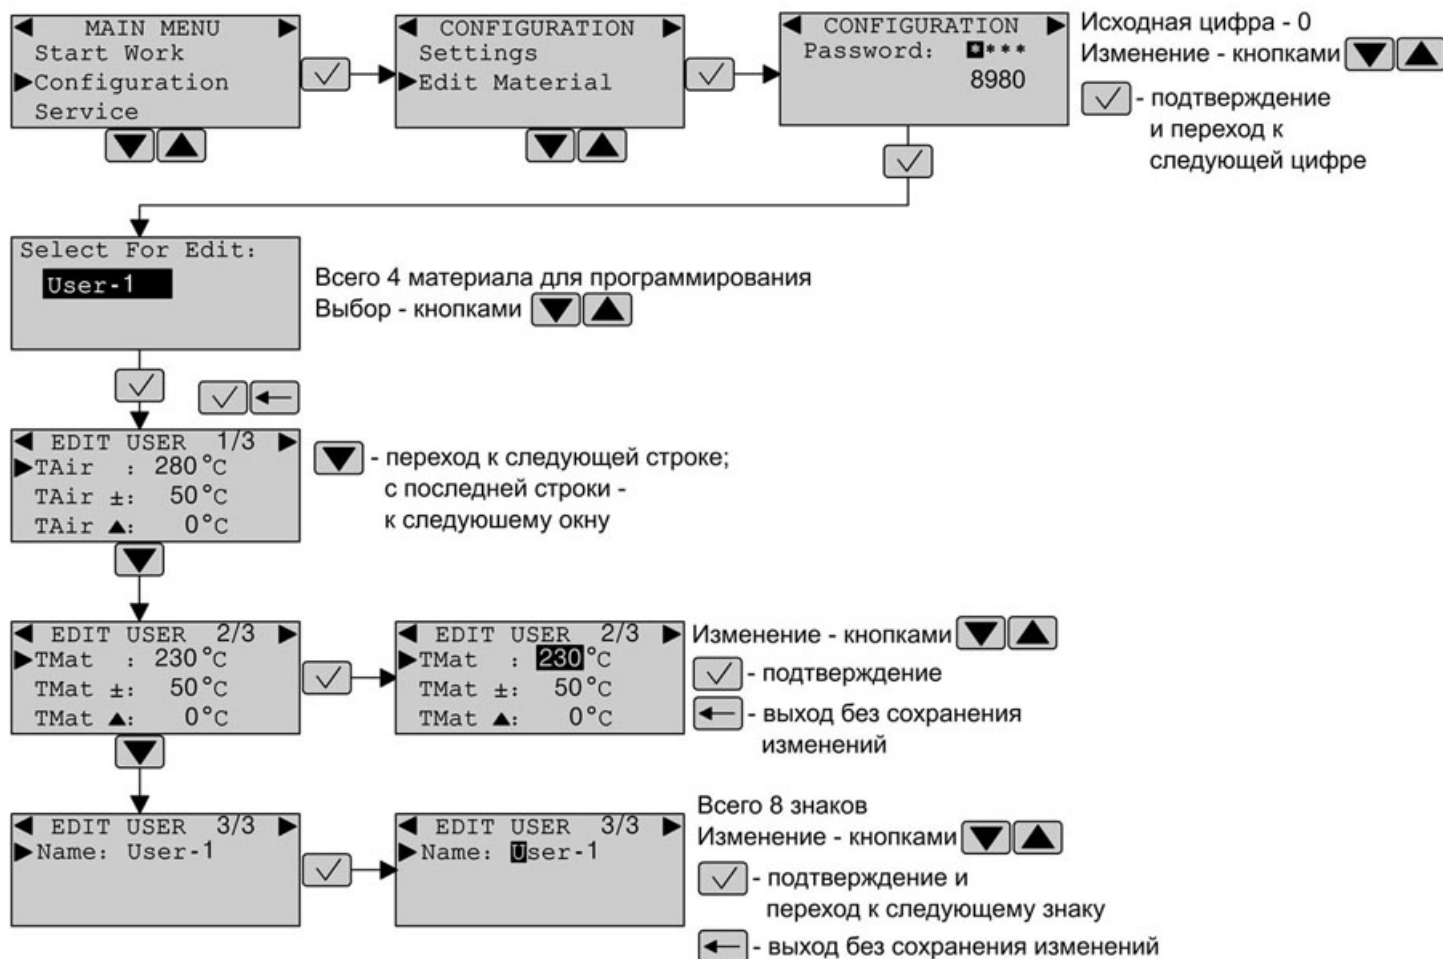 MAIN MENU
Start Work
Configuration
Service
CONFIGURATION
Settings
Edit Material
CONFIGURATION
Password: ****
8980
Исходная цифра - 0
Изменение - кнопками
- подтверждение
и переход к
следующей цифре
Select For Edit:
User-1
Всего 4 материала для программирования
Выбор - кнопками
EDIT USER 1/3
TAir : 280°C
TAir ±: 50°C
TAir ▲: 0°C
- переход к следующей строке;
с последней строки -
к следуюшему окну
EDIT USER 2/3
TMat : 230°C
TMat ±: 50°C
TMat ▲: 0°C
EDIT USER 2/3
TMat : 230°C
TMat ±: 50°C
TMat ▲: 0°C
Изменение - кнопками
- подтверждение
- выход без сохранения
изменений
EDIT USER 3/3
Name: User-1
EDIT USER 3/3
Name: User-1
Всего 8 знаков
Изменение - кнопками
- подтверждение и
переход к следующему знаку
- выход без сохранения изменений